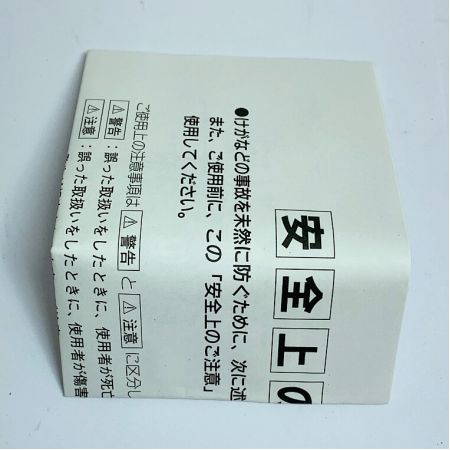 安全上の
●けがなどの事故を未然に防ぐために、次に述
また、ご使用前に、この「安全上のご注意」
使用してください。
ご使用上の注意事項は ⚠警告 と ⚠注意 に区分し
⚠警告：誤った取扱いをしたときに、使用者が死亡
⚠注意：誤った取扱いをしたときに、使用者が傷害